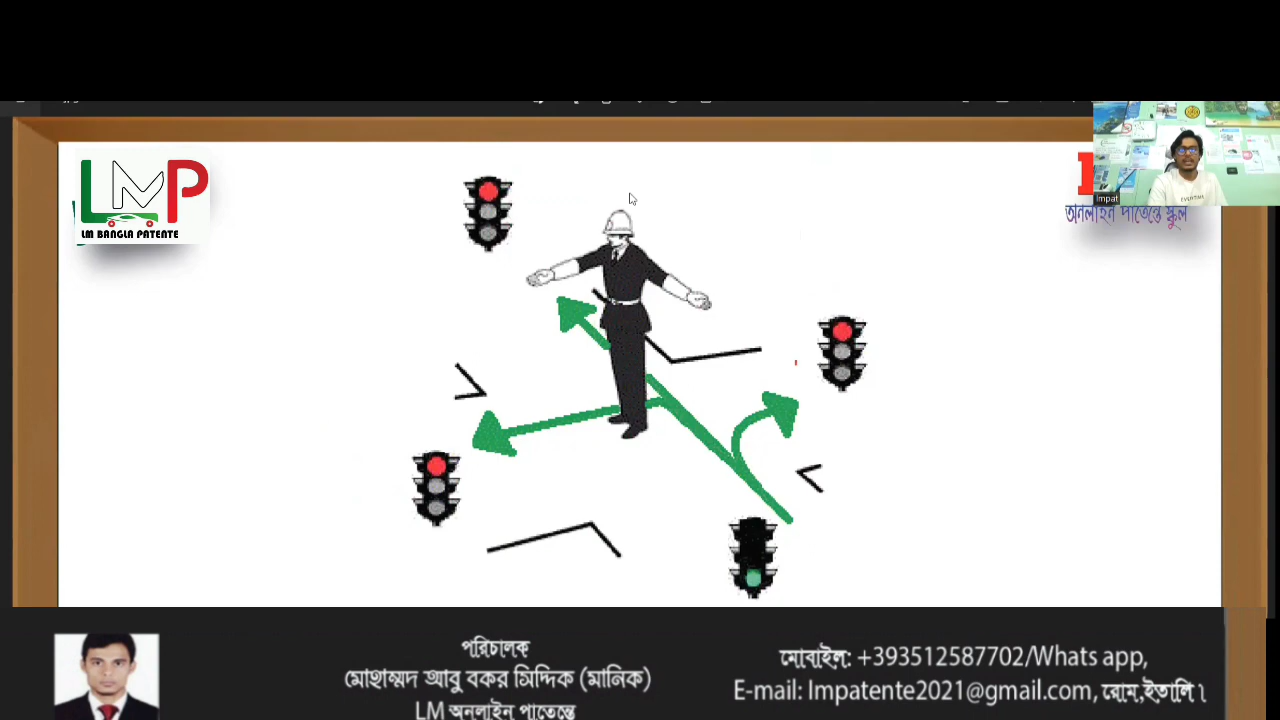 LMP
LM BANGLA PATENTE
অনলাইন পাতেন্তে স্কুল
Impat
পরিচালক
মোহাম্মদ আবু বকর সিদ্দিক (মানিক)
LM অনলাইন পাতেন্তে
মোবাইল: +393512587702/Whats app,
E-mail: lmpatente2021@gmail.com, রোম,ইতালি।